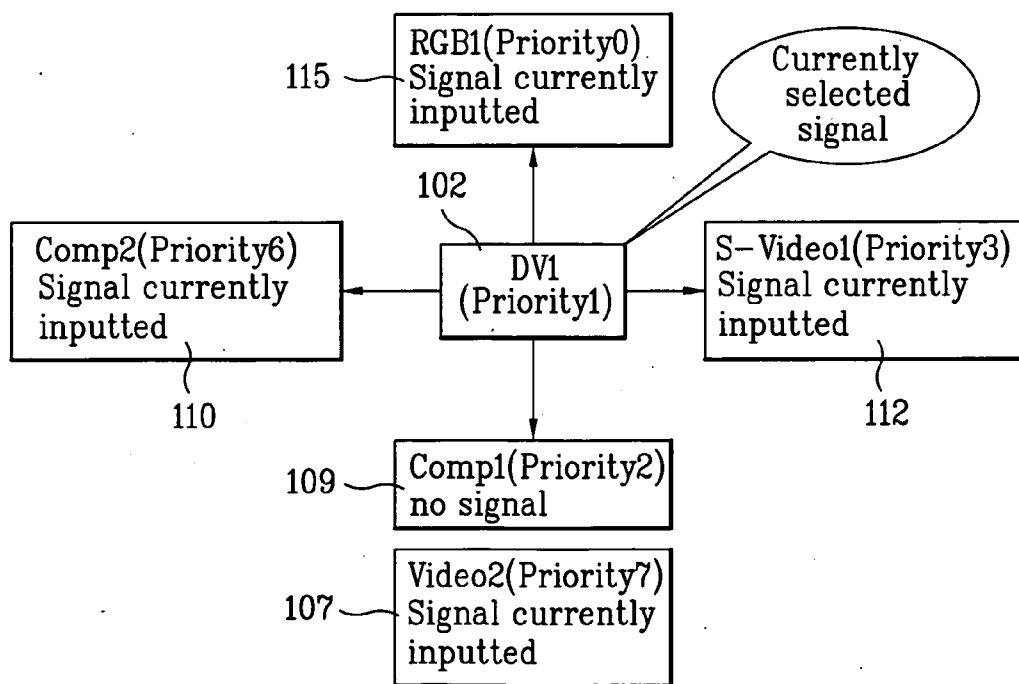 RGB1(Priority0)
Signal currently
inputted
115
Currently
selected
signal
102
Comp2(Priority6)
Signal currently
inputted
110
DV1
(Priority1)
S-Video1(Priority3)
Signal currently
inputted
112
109
Comp1(Priority2)
no signal
107
Video2(Priority7)
Signal currently
inputted